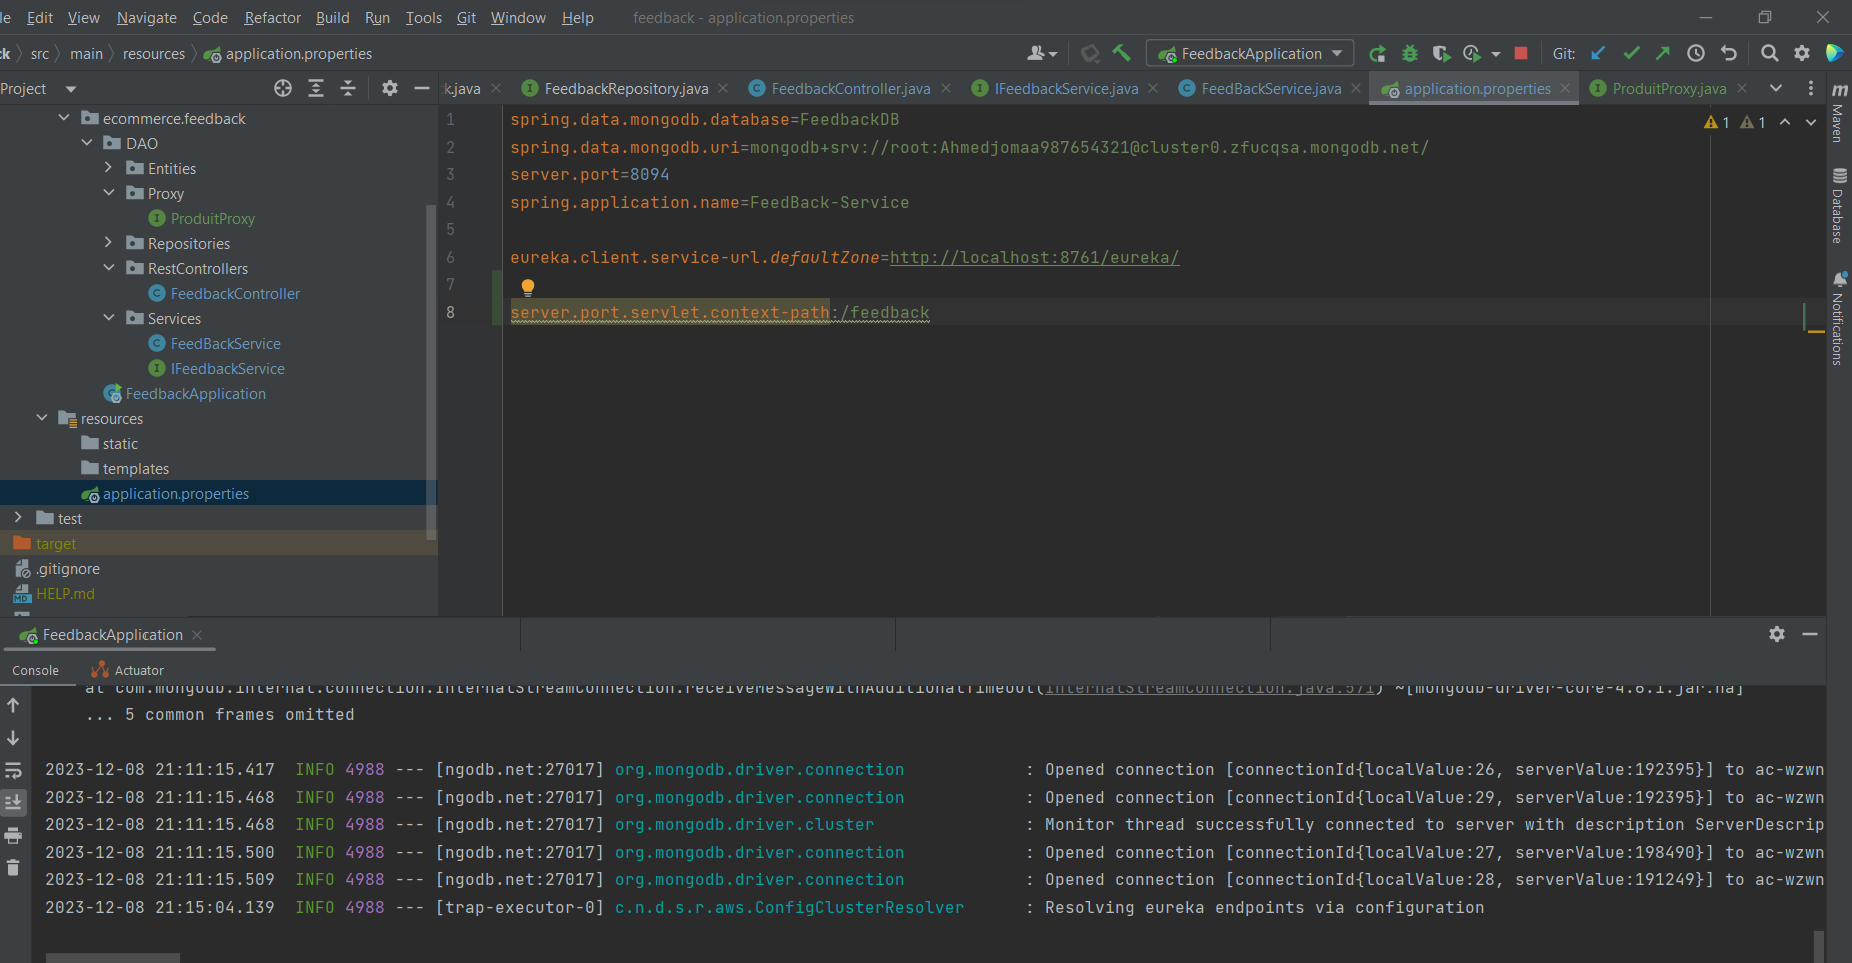 le Edit View Navigate Code Refactor Build Run Tools Git Window Help feedback - application.properties
ck src main resources application.properties FeedbackApplication Git:
Project k.java FeedbackRepository.java FeedbackController.java IFeedbackService.java FeedBackService.java application.properties ProduitProxy.java
ecommerce.feedback
DAO
Entities
Proxy
ProduitProxy
Repositories
RestControllers
FeedbackController
Services
FeedBackService
IFeedbackService
FeedbackApplication
resources
static
templates
application.properties
test
target
.gitignore
HELP.md
1 spring.data.mongodb.database=FeedbackDB
2 spring.data.mongodb.uri=mongodb+srv://root:Ahmedjomaa987654321@cluster0.zfucqsa.mongodb.net/
3 server.port=8094
4 spring.application.name=FeedBack-Service
5
6 eureka.client.service-url.defaultZone=http://localhost:8761/eureka/
7
8 server.port.servlet.context-path:/feedback
1 1
Maven
Database
Notifications
FeedbackApplication
Console Actuator
at com.mongodb.internal.connection.InternalStreamConnection.receiveMessageWithAdditionalTimeout(InternalStreamConnection.java:571) ~[mongodb-driver-core-4.6.1.jar:na]
... 5 common frames omitted
2023-12-08 21:11:15.417 INFO 4988 --- [ngodb.net:27017] org.mongodb.driver.connection : Opened connection [connectionId{localValue:26, serverValue:192395}] to ac-wzwn
2023-12-08 21:11:15.468 INFO 4988 --- [ngodb.net:27017] org.mongodb.driver.connection : Opened connection [connectionId{localValue:29, serverValue:192395}] to ac-wzwn
2023-12-08 21:11:15.468 INFO 4988 --- [ngodb.net:27017] org.mongodb.driver.cluster : Monitor thread successfully connected to server with description ServerDescrip
2023-12-08 21:11:15.500 INFO 4988 --- [ngodb.net:27017] org.mongodb.driver.connection : Opened connection [connectionId{localValue:27, serverValue:198490}] to ac-wzwn
2023-12-08 21:11:15.509 INFO 4988 --- [ngodb.net:27017] org.mongodb.driver.connection : Opened connection [connectionId{localValue:28, serverValue:191249}] to ac-wzwn
2023-12-08 21:15:04.139 INFO 4988 --- [trap-executor-0] c.n.d.s.r.aws.ConfigClusterResolver : Resolving eureka endpoints via configuration